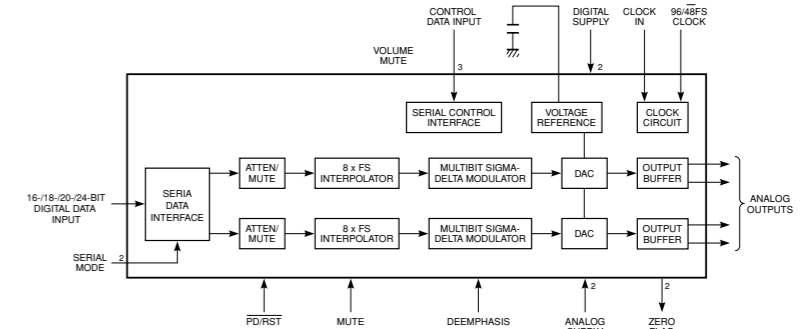 CONTROL
DATA INPUT
DIGITAL
SUPPLY
CLOCK
IN
96/48FS
CLOCK
VOLUME
MUTE
3
2
SERIAL CONTROL
INTERFACE
VOLTAGE
REFERENCE
CLOCK
CIRCUIT
16-/18-/20-/24-BIT
DIGITAL DATA
INPUT
SERIA
DATA
INTERFACE
ATTEN/
MUTE
8 x FS
INTERPOLATOR
MULTIBIT SIGMA-
DELTA MODULATOR
DAC
OUTPUT
BUFFER
ATTEN/
MUTE
8 x FS
INTERPOLATOR
MULTIBIT SIGMA-
DELTA MODULATOR
DAC
OUTPUT
BUFFER
ANALOG
OUTPUTS
SERIAL
MODE
2
2
2
PD/RST
MUTE
DEEMPHASIS
ANALOG
ZERO